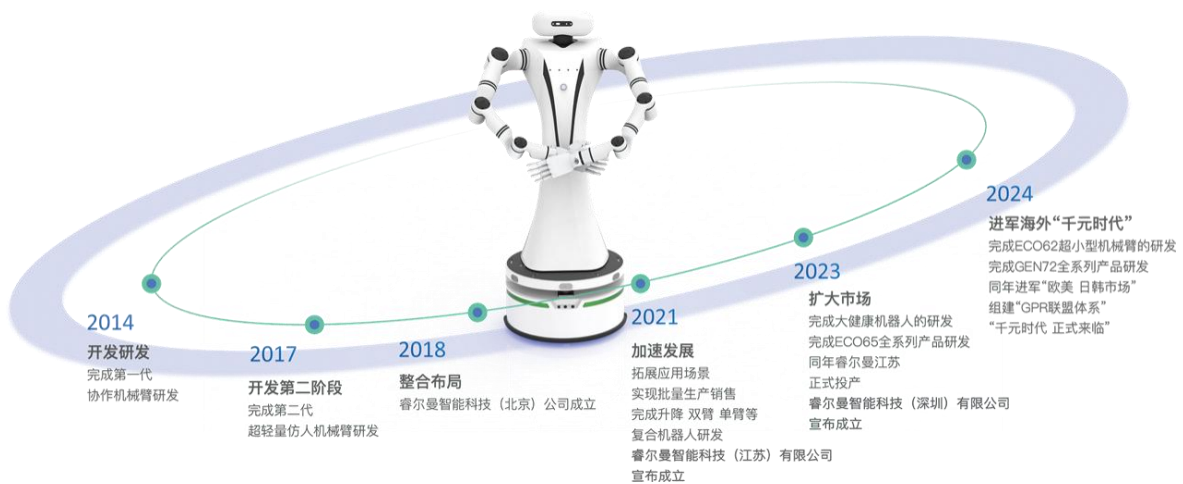 2014
开发研发
完成第一代
协作机械臂研发
2017
开发第二阶段
完成第二代
超轻量仿人机械臂研发
2018
整合布局
睿尔曼智能科技（北京）公司成立
2021
加速发展
拓展应用场景
实现批量生产销售
完成升降 双臂 单臂等
复合机器人研发
睿尔曼智能科技（江苏）有限公司
宣布成立
2023
扩大市场
完成大健康机器人的研发
完成ECO65全系列产品研发
同年睿尔曼江苏
正式投产
睿尔曼智能科技（深圳）有限公司
宣布成立
2024
进军海外“千元时代”
完成ECO62超小型机械臂的研发
完成GEN72全系列产品研发
同年进军“欧美 日韩市场”
组建“GPR联盟体系”
“千元时代 正式来临”